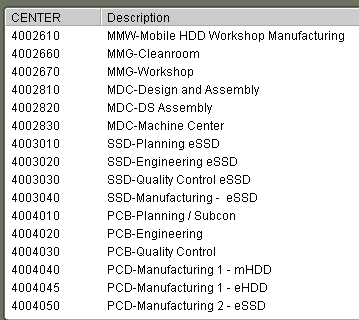 CENTER Description
4002610 MMW-Mobile HDD Workshop Manufacturing
4002660 MMG-Cleanroom
4002670 MMG-Workshop
4002810 MDC-Design and Assembly
4002820 MDC-DS Assembly
4002830 MDC-Machine Center
4003010 SSD-Planning eSSD
4003020 SSD-Engineering eSSD
4003030 SSD-Quality Control eSSD
4003040 SSD-Manufacturing - eSSD
4004010 PCB-Planning / Subcon
4004020 PCB-Engineering
4004030 PCB-Quality Control
4004040 PCD-Manufacturing 1 - mHDD
4004045 PCD-Manufacturing 1 - eHDD
4004050 PCD-Manufacturing 2 - eSSD